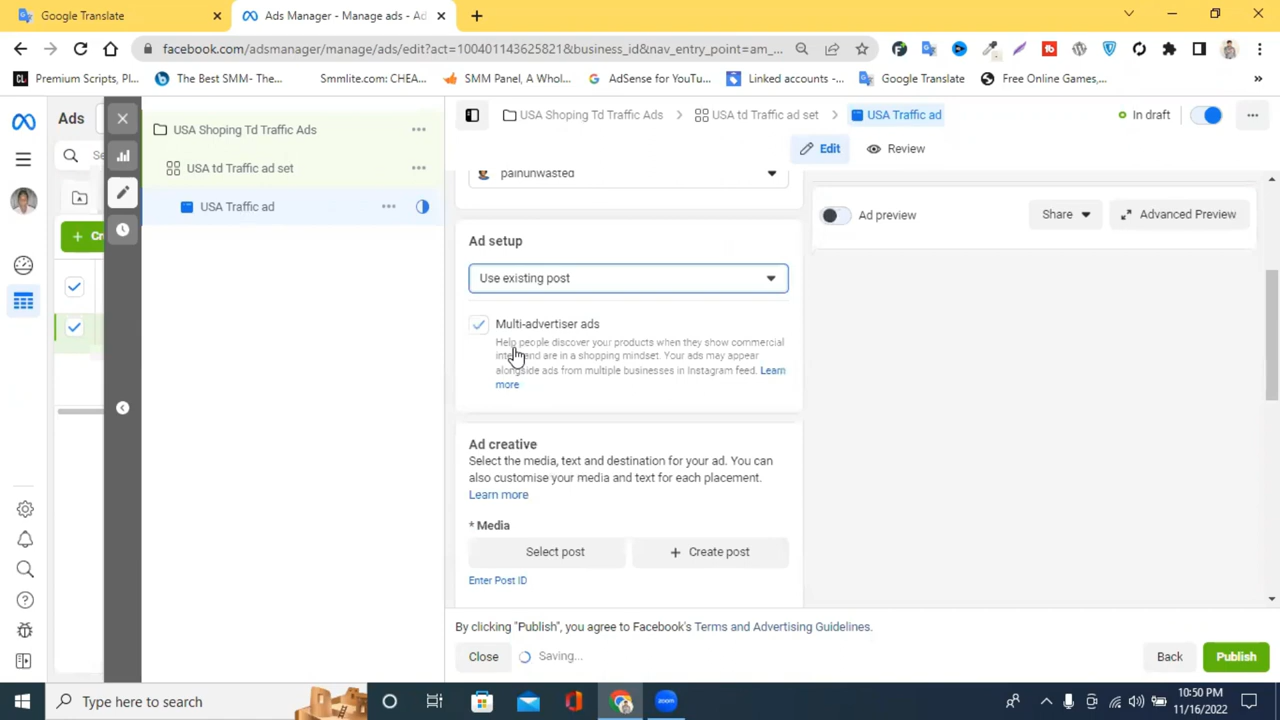 Google Translate
Ads Manager - Manage ads - Ad
facebook.com/adsmanager/manage/ads/edit?act=100401143625821&business_id&nav_entry_point=am_...
Premium Scripts, Pl...
The Best SMM- The...
Smmlite.com: CHEA...
SMM Panel, A Whol...
AdSense for YouTu...
Linked accounts -...
Google Translate
Free Online Games,...
»
Ads
USA Shoping Td Traffic Ads
USA td Traffic ad set
USA Traffic ad
USA Shoping Td Traffic Ads
USA td Traffic ad set
USA Traffic ad
In draft
Edit
Review
painunwasted
Ad preview
Share
Advanced Preview
Ad setup
Use existing post
Multi-advertiser ads
Help people discover your products when they show commercial
and are in a shopping mindset. Your ads may appear
alongside ads from multiple businesses in Instagram feed. Learn
more
Ad creative
Select the media, text and destination for your ad. You can
also customise your media and text for each placement.
Learn more
* Media
Select post
+ Create post
Enter Post ID
By clicking "Publish", you agree to Facebook's Terms and Advertising Guidelines.
Close
Saving...
Back
Publish
Type here to search
10:50 PM
11/16/2022